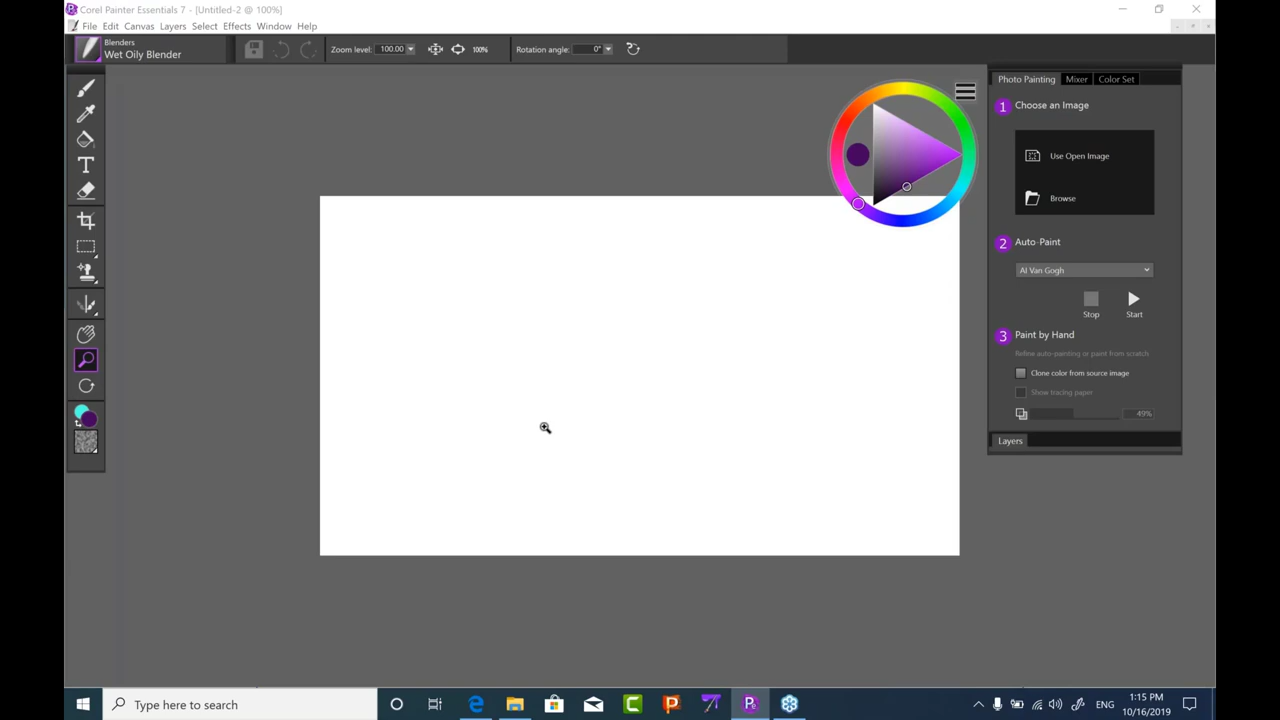 Corel Painter Essentials 7 - [Untitled-2 @ 100%]
File Edit Canvas Layers Select Effects Window Help
Blenders
Wet Oily Blender
Zoom level: 100.00 100% Rotation angle: 0°
Photo Painting Mixer Color Set
1 Choose an Image
Use Open Image
Browse
2 Auto-Paint
AI Van Gogh
Stop Start
3 Paint by Hand
Refine auto-painting or paint from scratch
Clone color from source image
Show tracing paper
49%
Layers
Type here to search
ENG
1:15 PM
10/16/2019